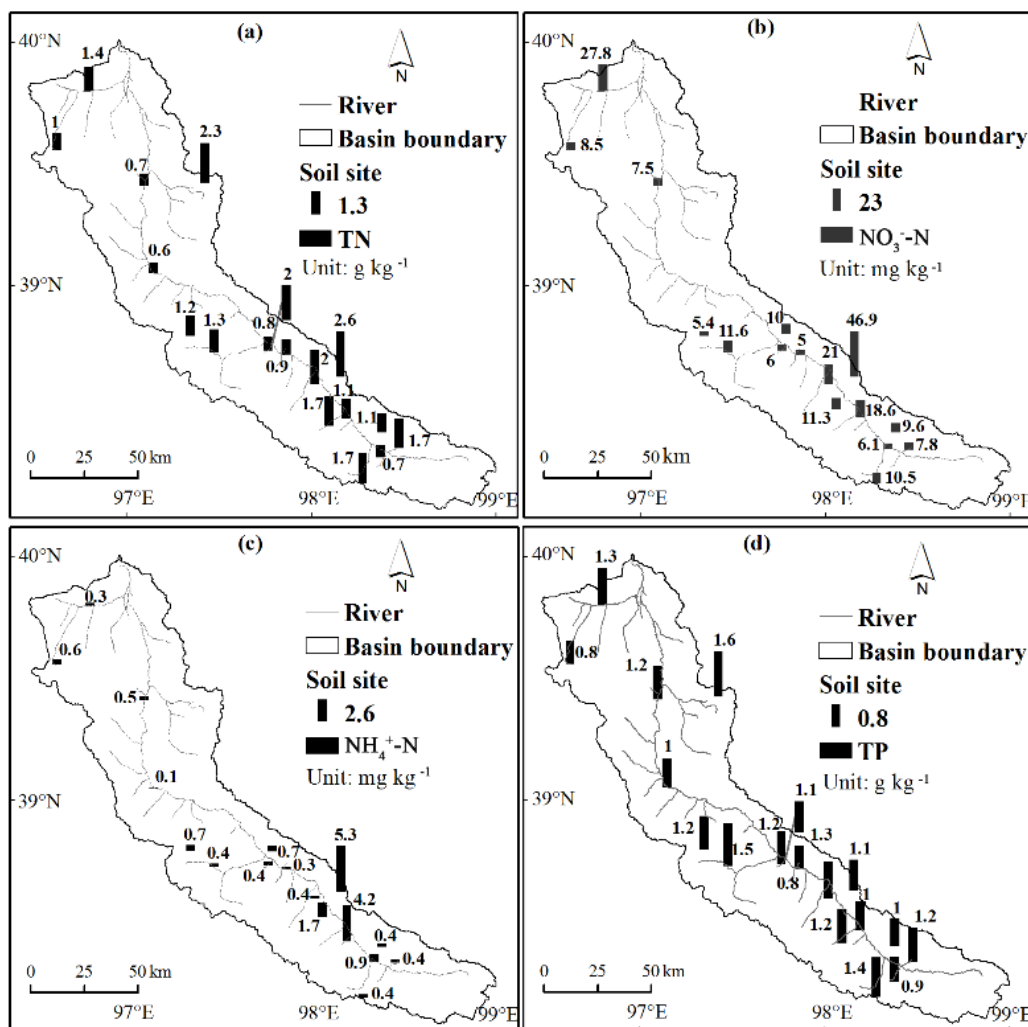 (a)
40°N
39°N
1.4
1
2.3
0.7
0.6
1.2
1.3
0.8
2
0.9
2.6
2
1.7
1.1
1.1
1.7
0.7
1.7
N
River
Basin boundary
Soil site
1.3
TN
Unit: g kg⁻¹
0 25 50 km
97°E 98°E 99°E
(b)
27.8
8.5
7.5
5.4
11.6
10
6
5
21
46.9
11.3
18.6
9.6
6.1
7.8
10.5
N
River
Basin boundary
Soil site
23
NO₃⁻-N
Unit: mg kg⁻¹
0 25 50 km
97°E 98°E 99°E
(c)
40°N
39°N
0.3
0.6
0.5
0.1
0.7
0.4
0.7
0.4
0.3
5.3
0.4
1.7
4.2
0.4
0.9
0.4
0.4
N
River
Basin boundary
Soil site
2.6
NH₄⁺-N
Unit: mg kg⁻¹
0 25 50 km
97°E 98°E 99°E
(d)
1.3
0.8
1.6
1.2
1
1.2
1.5
1.2
1.1
0.8
1.3
1.1
1.2
1
1
1.2
1.4
0.9
N
River
Basin boundary
Soil site
0.8
TP
Unit: g kg⁻¹
0 25 50 km
97°E 98°E 99°E